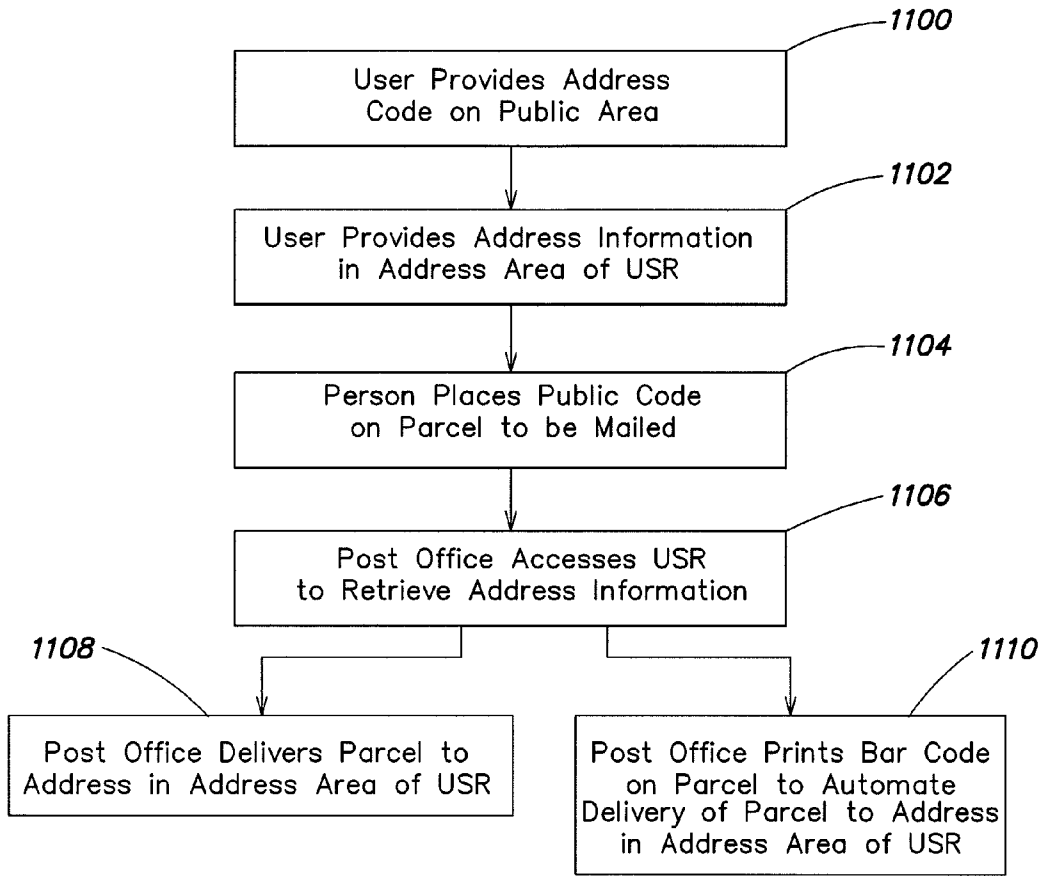 1100
User Provides Address
Code on Public Area
1102
User Provides Address Information
in Address Area of USR
1104
Person Places Public Code
on Parcel to be Mailed
1106
Post Office Accesses USR
to Retrieve Address Information
1108
Post Office Delivers Parcel to
Address in Address Area of USR
1110
Post Office Prints Bar Code
on Parcel to Automate
Delivery of Parcel to Address
in Address Area of USR